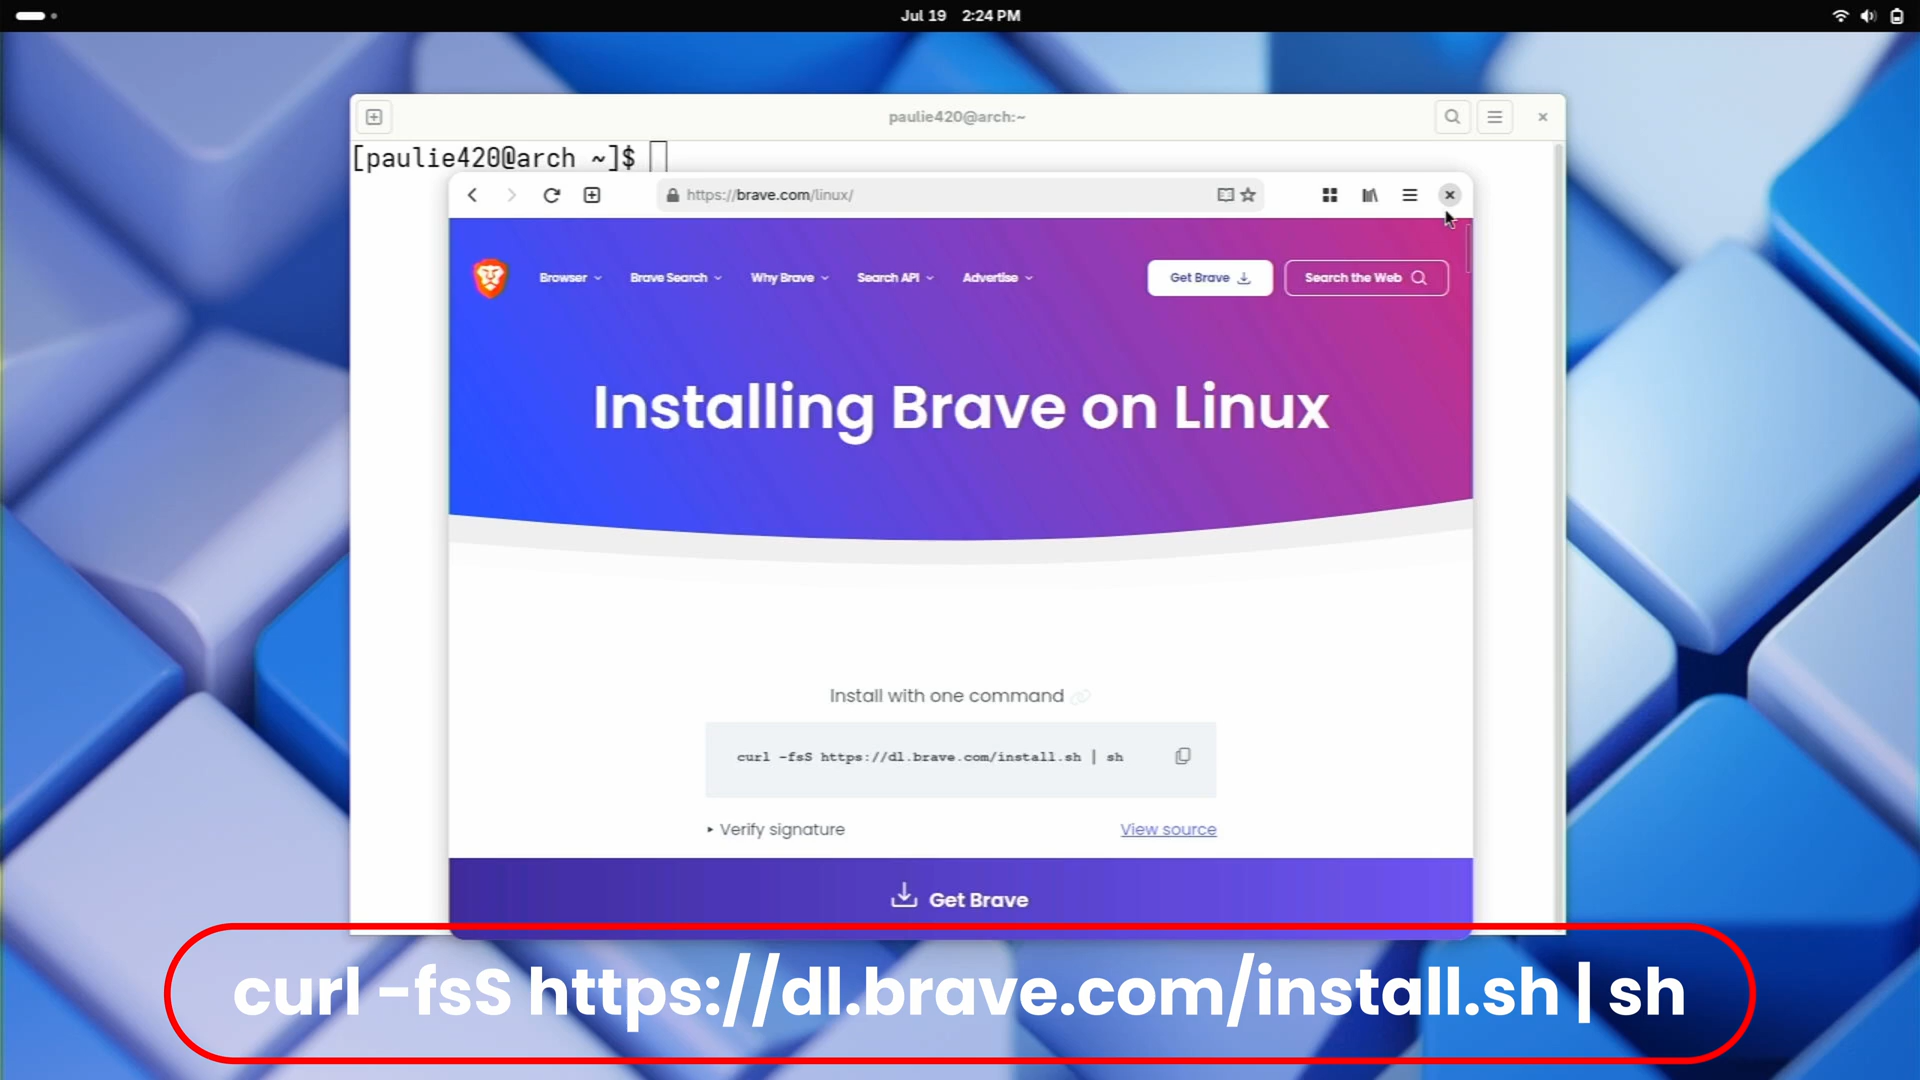 Jul 19 2:24 PM
paulie420@arch:~
[paulie420@arch ~]$
https://brave.com/linux/
Browser
Brave Search
Why Brave
Search API
Advertise
Get Brave
Search the Web
Installing Brave on Linux
Install with one command
curl -fsS https://dl.brave.com/install.sh | sh
Verify signature
View source
Get Brave
curl -fsS https://dl.brave.com/install.sh | sh